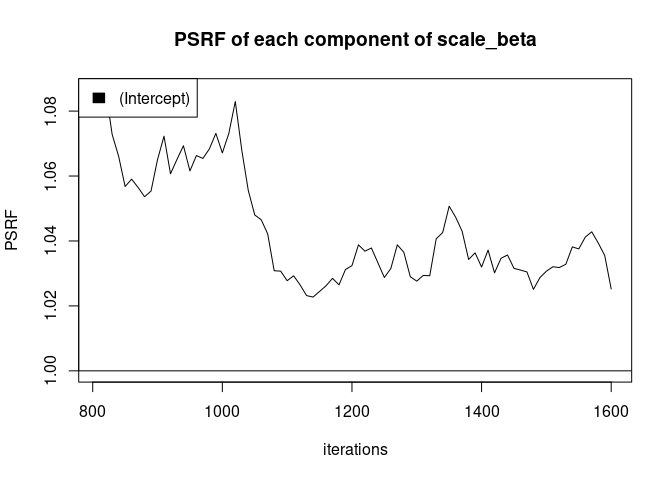 PSRF of each component of scale_beta
(Intercept)
PSRF
1.08
1.06
1.04
1.02
1.00
800 1000 1200 1400 1600
iterations